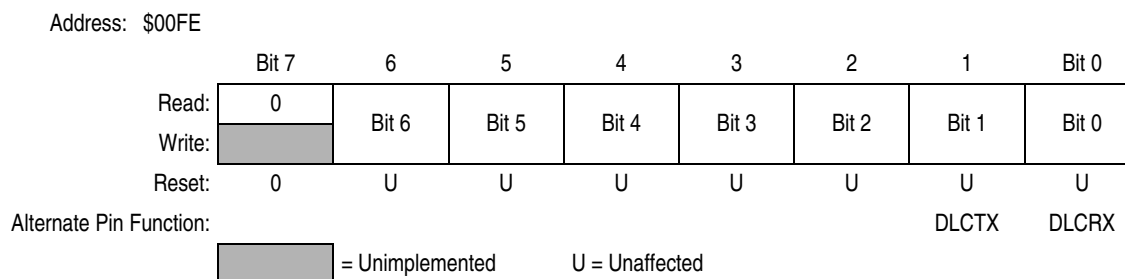 Address: $00FE
Bit 7 6 5 4 3 2 1 Bit 0
Read: 0 Bit 6 Bit 5 Bit 4 Bit 3 Bit 2 Bit 1 Bit 0
Write:
Reset: 0 U U U U U U U
Alternate Pin Function: DLCTX DLCRX
= Unimplemented U = Unaffected